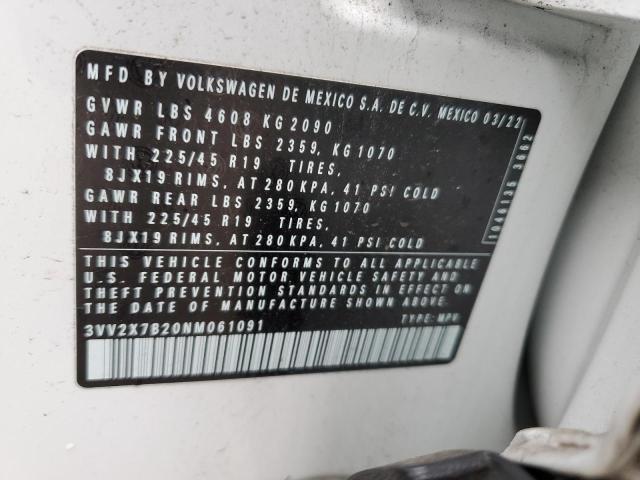 MFD BY VOLKSWAGEN DE MEXICO S.A. DE C.V. MEXICO 03/22
GVWR LBS 4608 KG 2090
GAWR FRONT LBS 2359, KG 1070
WITH 225/45 R19 TIRES,
8JX19 RIMS, AT 280 KPA, 41 PSI COLD
GAWR REAR LBS 2359, KG 1070
WITH 225/45 R19 TIRES,
8JX19 RIMS, AT 280 KPA, 41 PSI COLD
THIS VEHICLE CONFORMS TO ALL APPLICABLE
U.S. FEDERAL MOTOR VEHICLE SAFETY AND
THEFT PREVENTION STANDARDS IN EFFECT ON
THE DATE OF MANUFACTURE SHOWN ABOVE.
3VV2X7B20NM061091 TYPE: MPV
1046135 3662